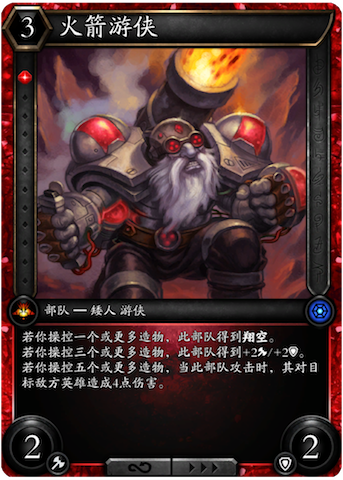 3 火箭游侠
部队 — 矮人 游侠
若你操控一个或更多造物，此部队得到翔空。
若你操控三个或更多造物，此部队得到+2/+2。
若你操控五个或更多造物，当此部队攻击时，其对目
标敌方英雄造成4点伤害。
2 2